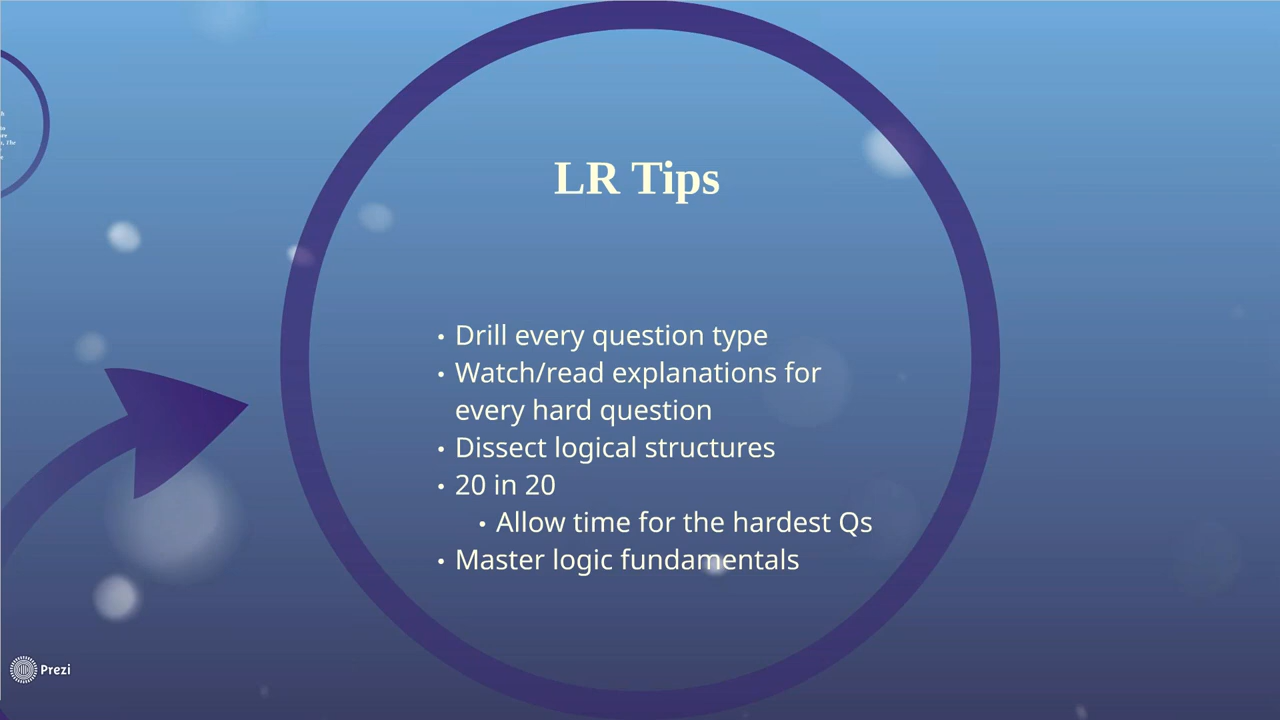 LR Tips
• Drill every question type
• Watch/read explanations for
every hard question
• Dissect logical structures
• 20 in 20
• Allow time for the hardest Qs
• Master logic fundamentals
Prezi